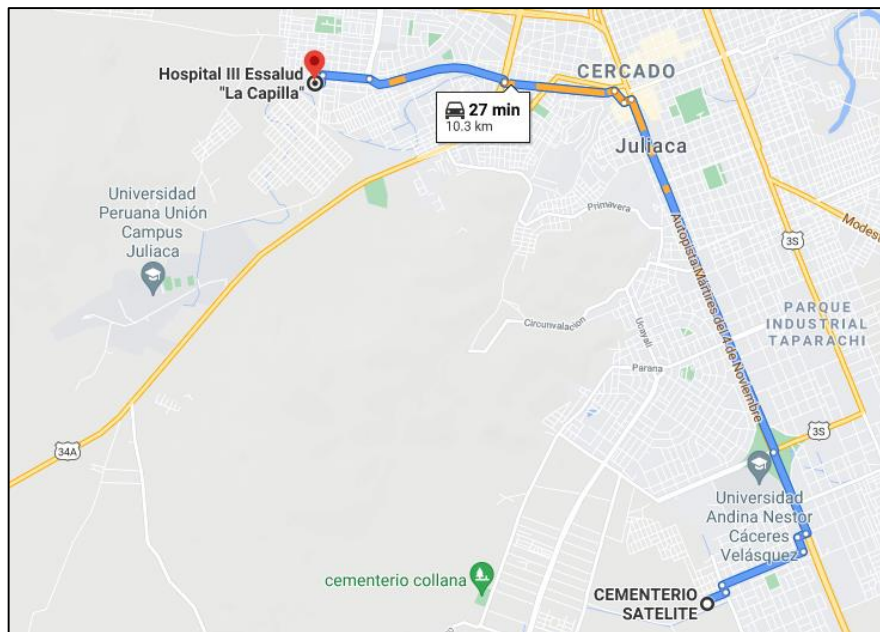 Hospital III Essalud
"La Capilla"
27 min
10.3 km
CERCADO
Juliaca
Universidad
Peruana Unión
Campus
Juliaca
Primavera
3S
Modest
Autopista Mártires del 4 de Noviembre
Circunvalacion
Ucayali
Parana
PARQUE
INDUSTRIAL
TAPARACHI
34A
3S
Universidad
Andina Nestor
Cáceres
Velásquez
cementerio collana
CEMENTERIO
SATELITE